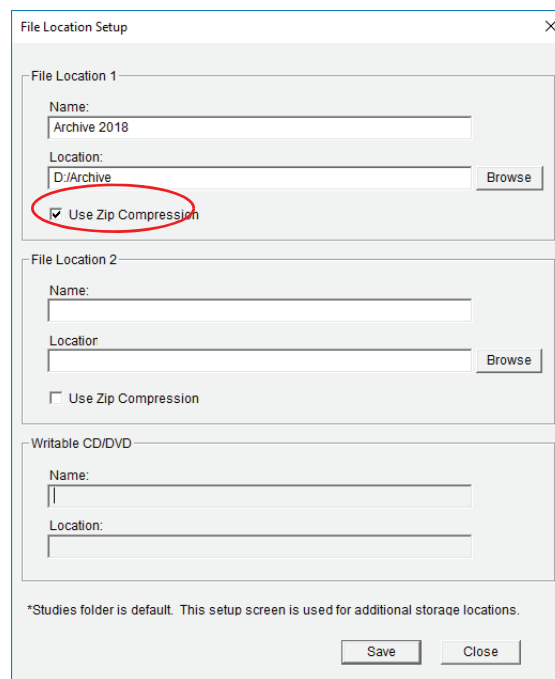 File Location Setup
File Location 1
Name:
Archive 2018
Location:
D:/Archive
Browse
Use Zip Compression
File Location 2
Name:
Location
Browse
Use Zip Compression
Writable CD/DVD
Name:
Location:
*Studies folder is default. This setup screen is used for additional storage locations.
Save
Close